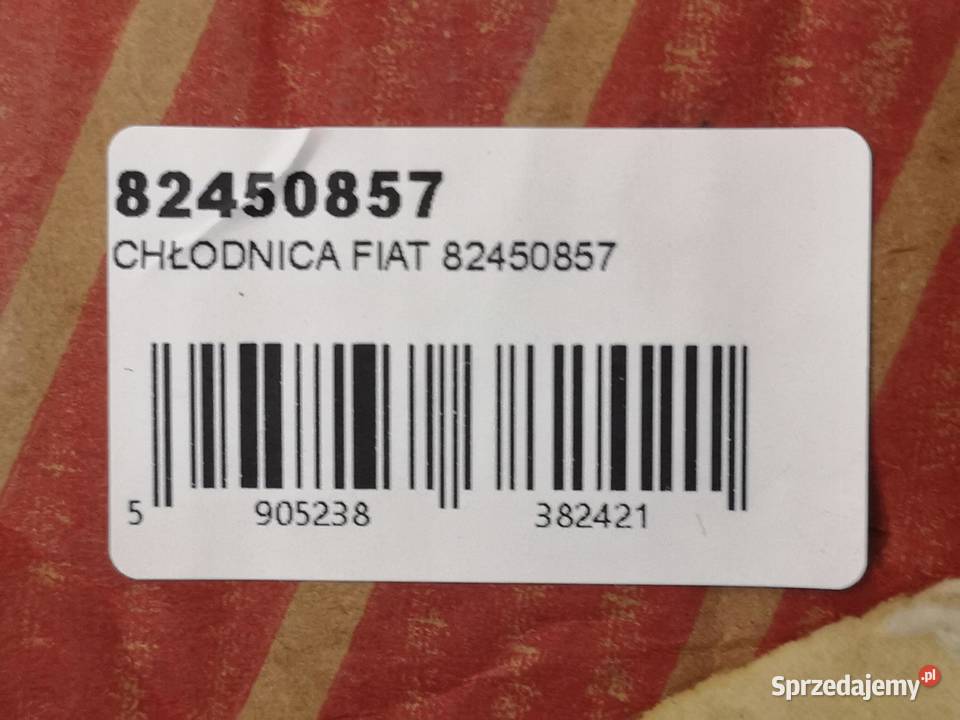 82450857
CHŁODNICA FIAT 82450857
5 905238 382421
Sprzedajemy.pl